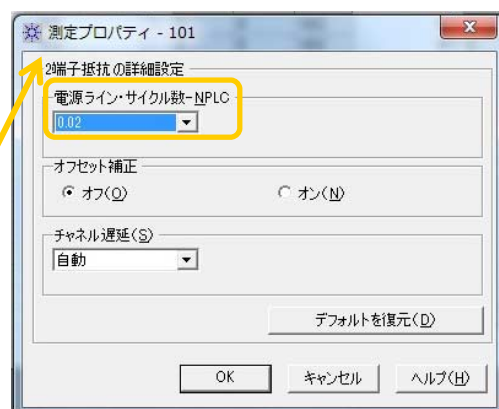 測定プロパティ - 101
2端子抵抗の詳細設定
電源ライン・サイクル数-NPLC
0.02
オフセット補正
オフ(O)
オン(N)
チャネル遅延(S)
自動
デフォルトを復元(D)
OK
キャンセル
ヘルプ(H)